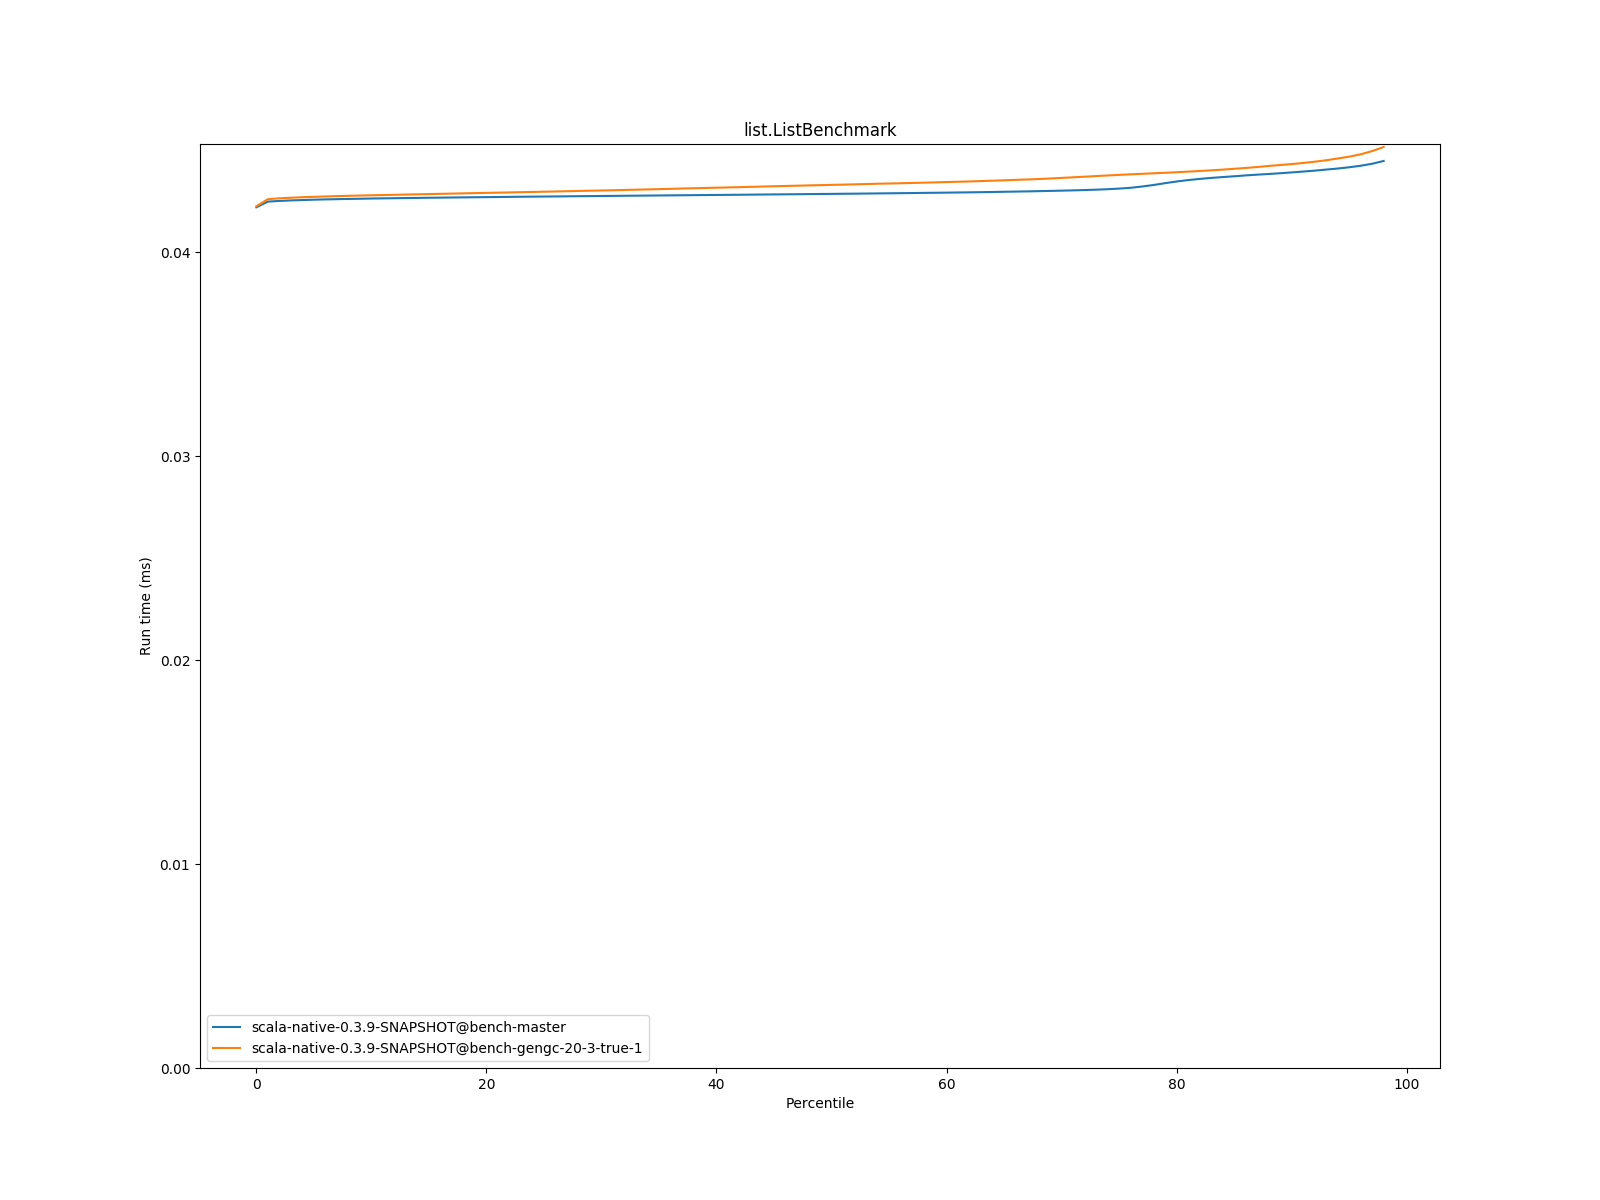 list.ListBenchmark
0.04
0.03
0.02
0.01
0.00
Run time (ms)
scala-native-0.3.9-SNAPSHOT@bench-master
scala-native-0.3.9-SNAPSHOT@bench-gengc-20-3-true-1
0 20 40 60 80 100
Percentile